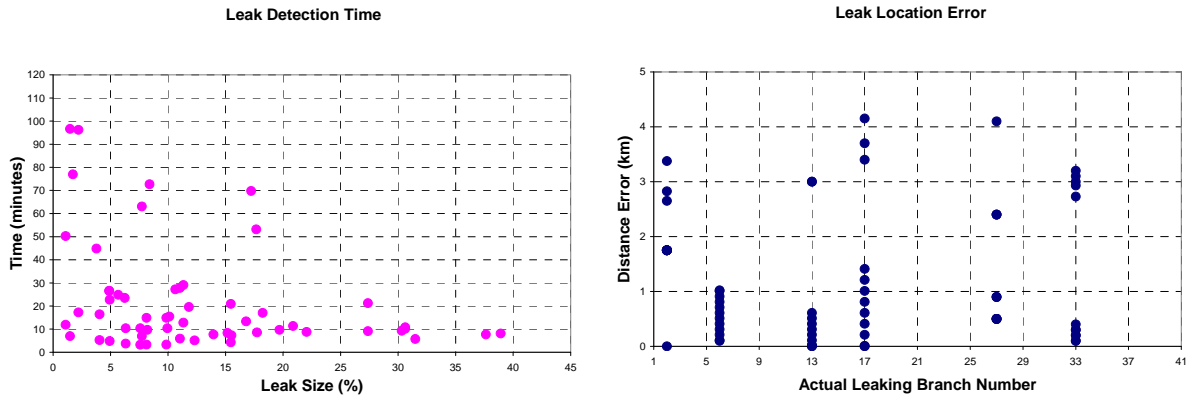 Leak Detection Time
120
110
100
90
80
70
60
50
40
30
20
10
0
Time (minutes)
0 5 10 15 20 25 30 35 40 45
Leak Size (%)
Leak Location Error
5
4
3
2
1
0
Distance Error (km)
1 5 9 13 17 21 25 29 33 37 41
Actual Leaking Branch Number